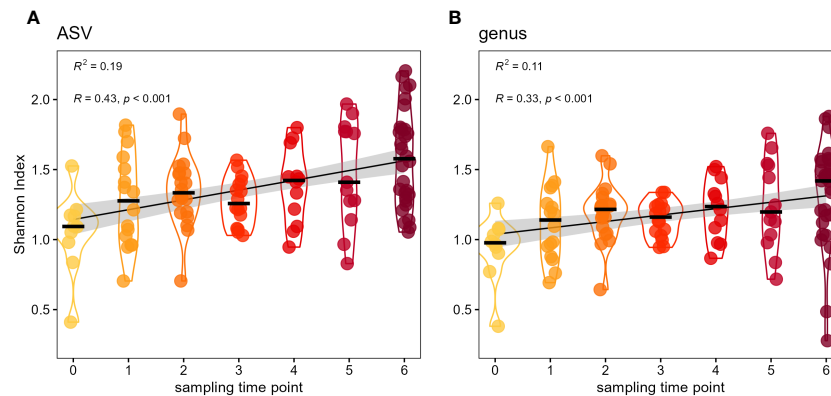 A
ASV
R² = 0.19
R = 0.43, p < 0.001
2.0
1.5
1.0
0.5
Shannon Index
0 1 2 3 4 5 6
sampling time point
B
genus
R² = 0.11
R = 0.33, p < 0.001
2.0
1.5
1.0
0.5
0 1 2 3 4 5 6
sampling time point